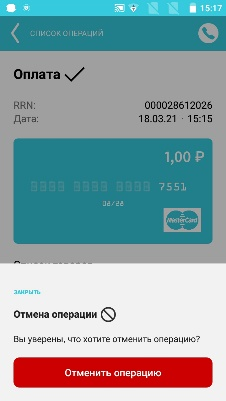 15:17
СПИСОК ОПЕРАЦИЙ
Оплата
RRN: 000028612026
Дата: 18.03.21 · 15:15
1,00 ₽
7551
MasterCard
ЗАКРЫТЬ
Отмена операции
Вы уверены, что хотите отменить операцию?
Отменить операцию